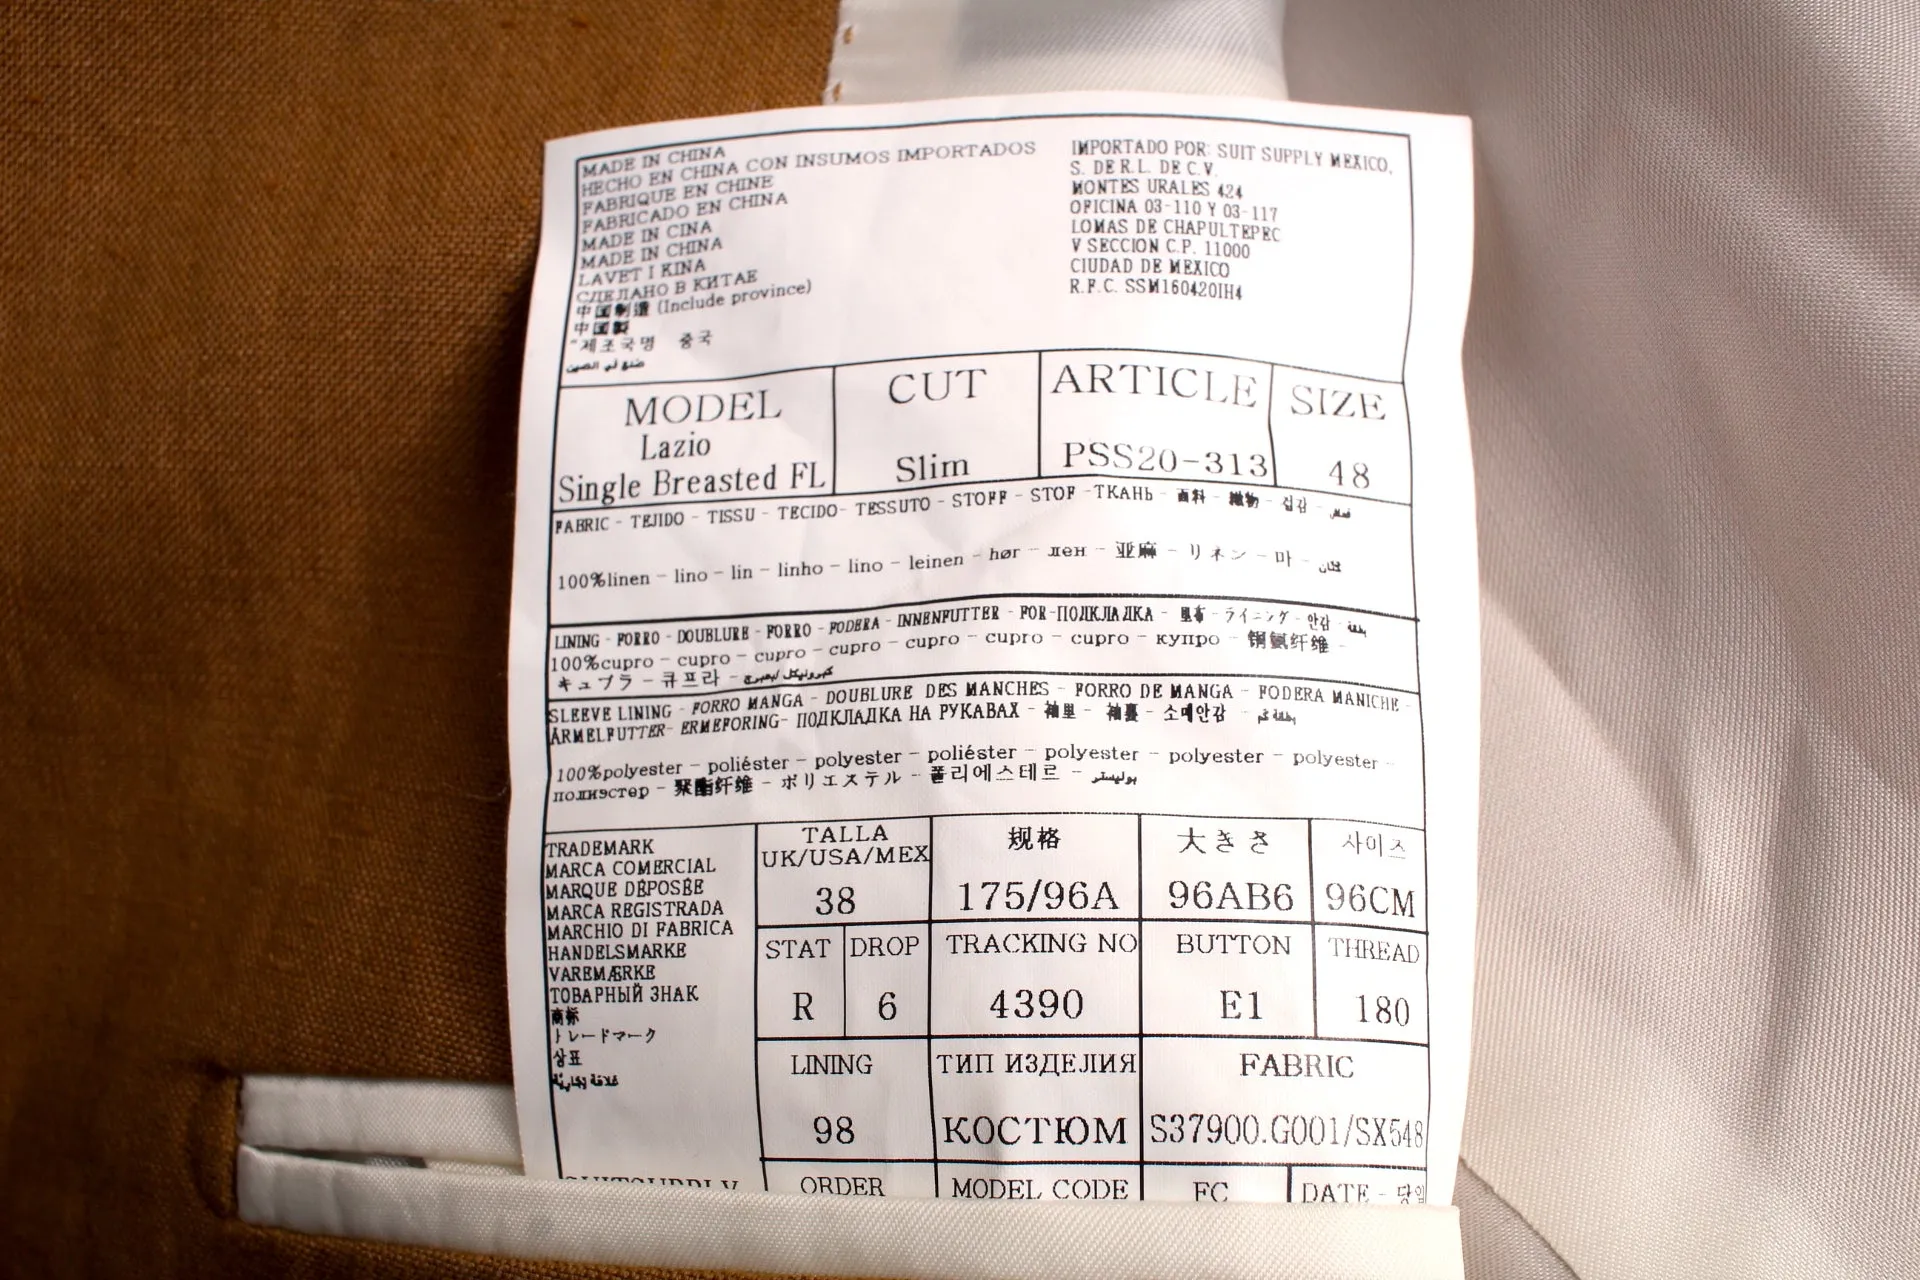 MADE IN CHINA
HECHO EN CHINA CON INSUMOS IMPORTADOS
FABRIQUE EN CHINE
FABRICADO EN CHINA
MADE IN CINA
MADE IN CHINA
LAVET I KINA
СДЕЛАНО В КИТАЕ
中国制造 (Include province)
中国製
"제조국명 중국
صنع في الصين
IMPORTADO POR: SUIT SUPPLY MEXICO,
S. DE R.L. DE C.V.
MONTES URALES 424
OFICINA 03-110 Y 03-117
LOMAS DE CHAPULTEPEC
V SECCION C.P. 11000
CIUDAD DE MEXICO
R.F.C. SSM160420IH4
MODEL
Lazio
Single Breasted FL
CUT
Slim
ARTICLE
PSS20-313
SIZE
48
FABRIC - TEJIDO - TISSU - TECIDO- TESSUTO - STOFF - STOF -ТКАНЬ - 面料 - 織物 - 겉감 -
100%linen - lino - lin - linho - lino - leinen - hør - лен - 亚麻 - リネン - 마 -
LINING - FORRO - DOUBLURE - FORRO - FODERA - INNENFUTTER - FOR-ПОДКЛАДКА - 里布 - ライニング - 안감 -
100%cupro - cupro - cupro - cupro - cupro - cupro - cupro - купро - 铜氨纤维 -
キュプラ - 큐프라 -
SLEEVE LINING - FORRO MANGA - DOUBLURE DES MANCHES - FORRO DE MANGA - FODERA MANICHE -
ÄRMELFUTTER- ERMEFORING- ПОДКЛАДКА НА РУКАВАХ - 袖里 - 袖裏 - 소매안감 -
100%polyester - poliéster - polyester - poliéster - polyester - polyester - polyester -
полиэстер - 聚酯纤维 - ポリエステル - 폴리에스테르 - بوليستر
TRADEMARK
MARCA COMERCIAL
MARQUE DÉPOSÉE
MARCA REGISTRADA
MARCHIO DI FABRICA
HANDELSMARKE
VAREMÆRKE
ТОВАРНЫЙ ЗНАК
商标
トレードマーク
상표
علامة تجارية
SUITSUPPLY
TALLA
UK/USA/MEX
38
规格
175/96A
大きさ
96AB6
사이즈
96CM
STAT
R
DROP
6
TRACKING NO
4390
BUTTON
E1
THREAD
180
LINING
98
ТИП ИЗДЕЛИЯ
КОСТЮМ
FABRIC
S37900.G001/SX548
ORDER
MODEL CODE
FC
DATE -